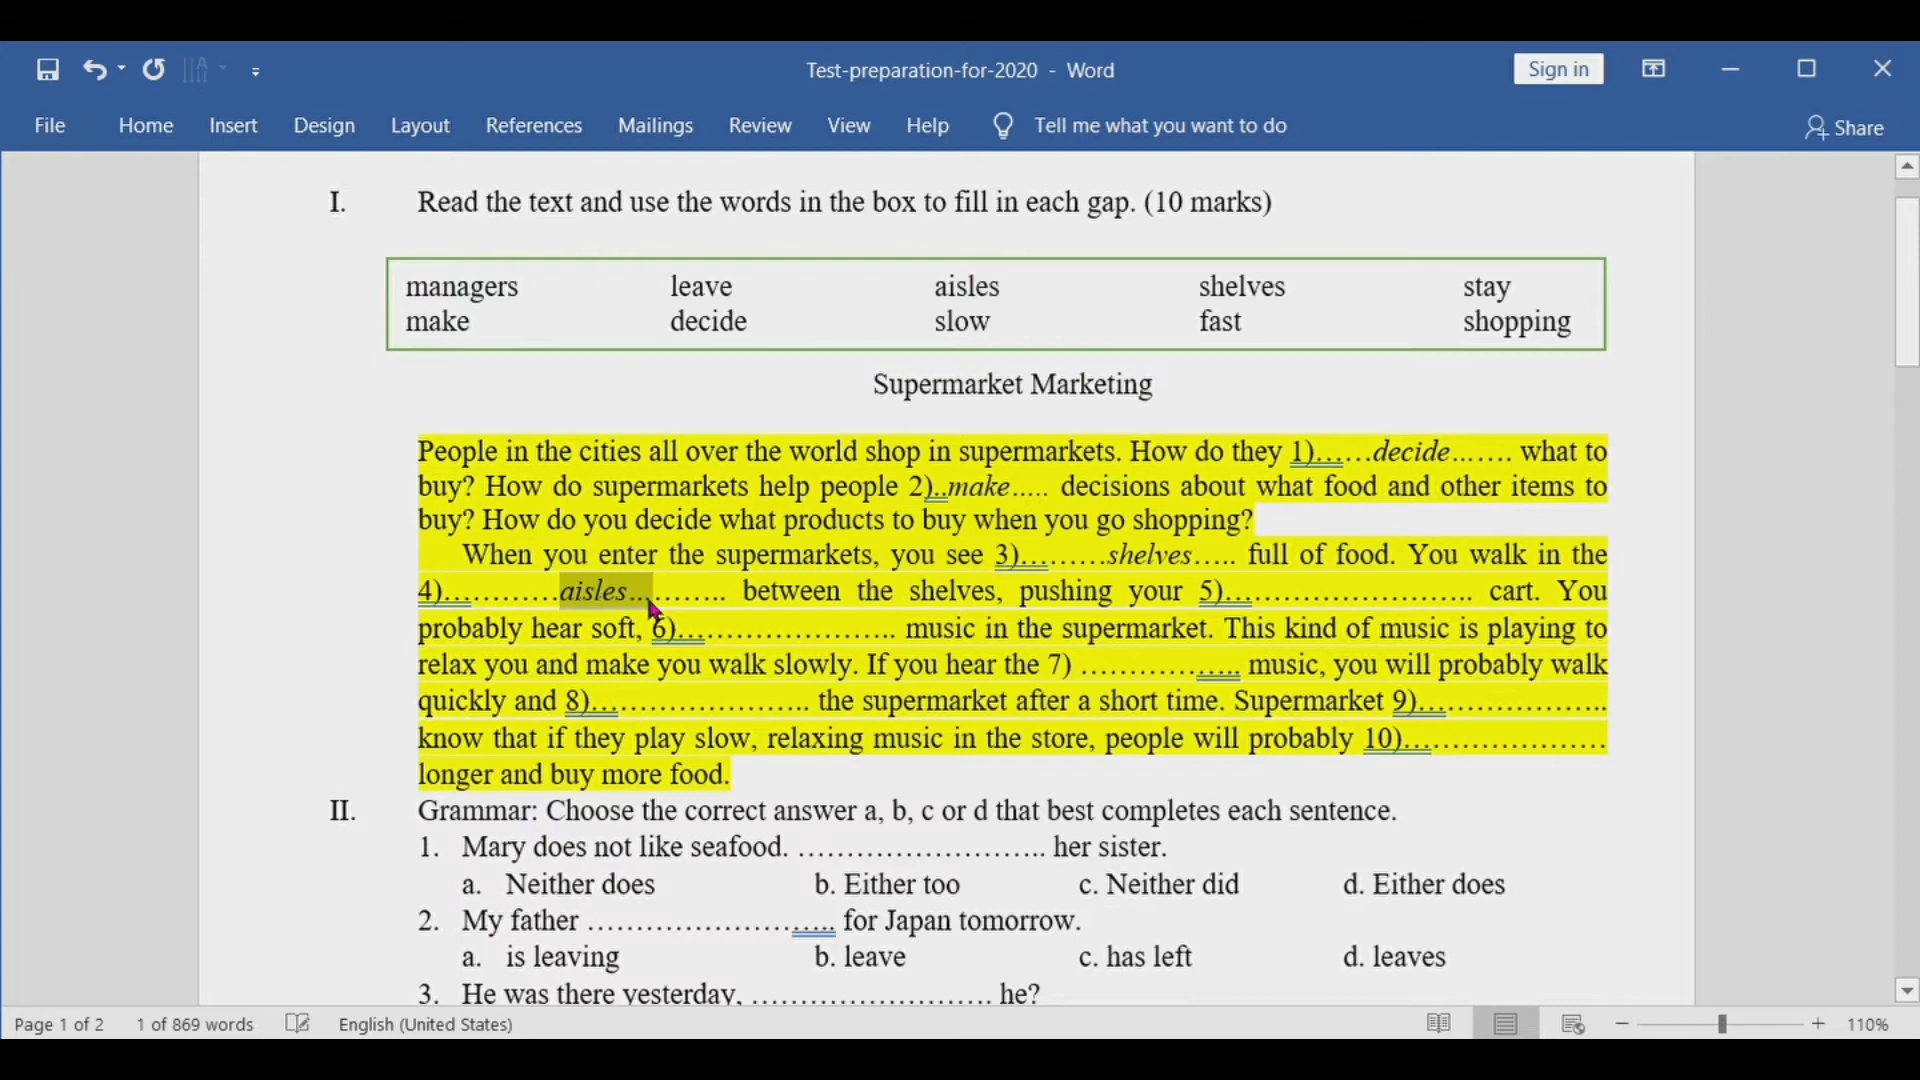 Test-preparation-for-2020 - Word
Sign in
File Home Insert Design Layout References Mailings Review View Help Tell me what you want to do Share
I. Read the text and use the words in the box to fill in each gap. (10 marks)
managers leave aisles shelves stay
make decide slow fast shopping
Supermarket Marketing
People in the cities all over the world shop in supermarkets. How do they 1)……decide……. what to
buy? How do supermarkets help people 2)..make….. decisions about what food and other items to
buy? How do you decide what products to buy when you go shopping?
When you enter the supermarkets, you see 3)………shelves….. full of food. You walk in the
4)…………aisles……….. between the shelves, pushing your 5)…………………….. cart. You
probably hear soft, 6)………………….. music in the supermarket. This kind of music is playing to
relax you and make you walk slowly. If you hear the 7) …………….. music, you will probably walk
quickly and 8)………………….. the supermarket after a short time. Supermarket 9)………………..
know that if they play slow, relaxing music in the store, people will probably 10)…………………
longer and buy more food.
II. Grammar: Choose the correct answer a, b, c or d that best completes each sentence.
1. Mary does not like seafood. …………………….. her sister.
a. Neither does b. Either too c. Neither did d. Either does
2. My father …………………….. for Japan tomorrow.
a. is leaving b. leave c. has left d. leaves
3. He was there yesterday, …………………… he?
Page 1 of 2 1 of 869 words English (United States) 110%